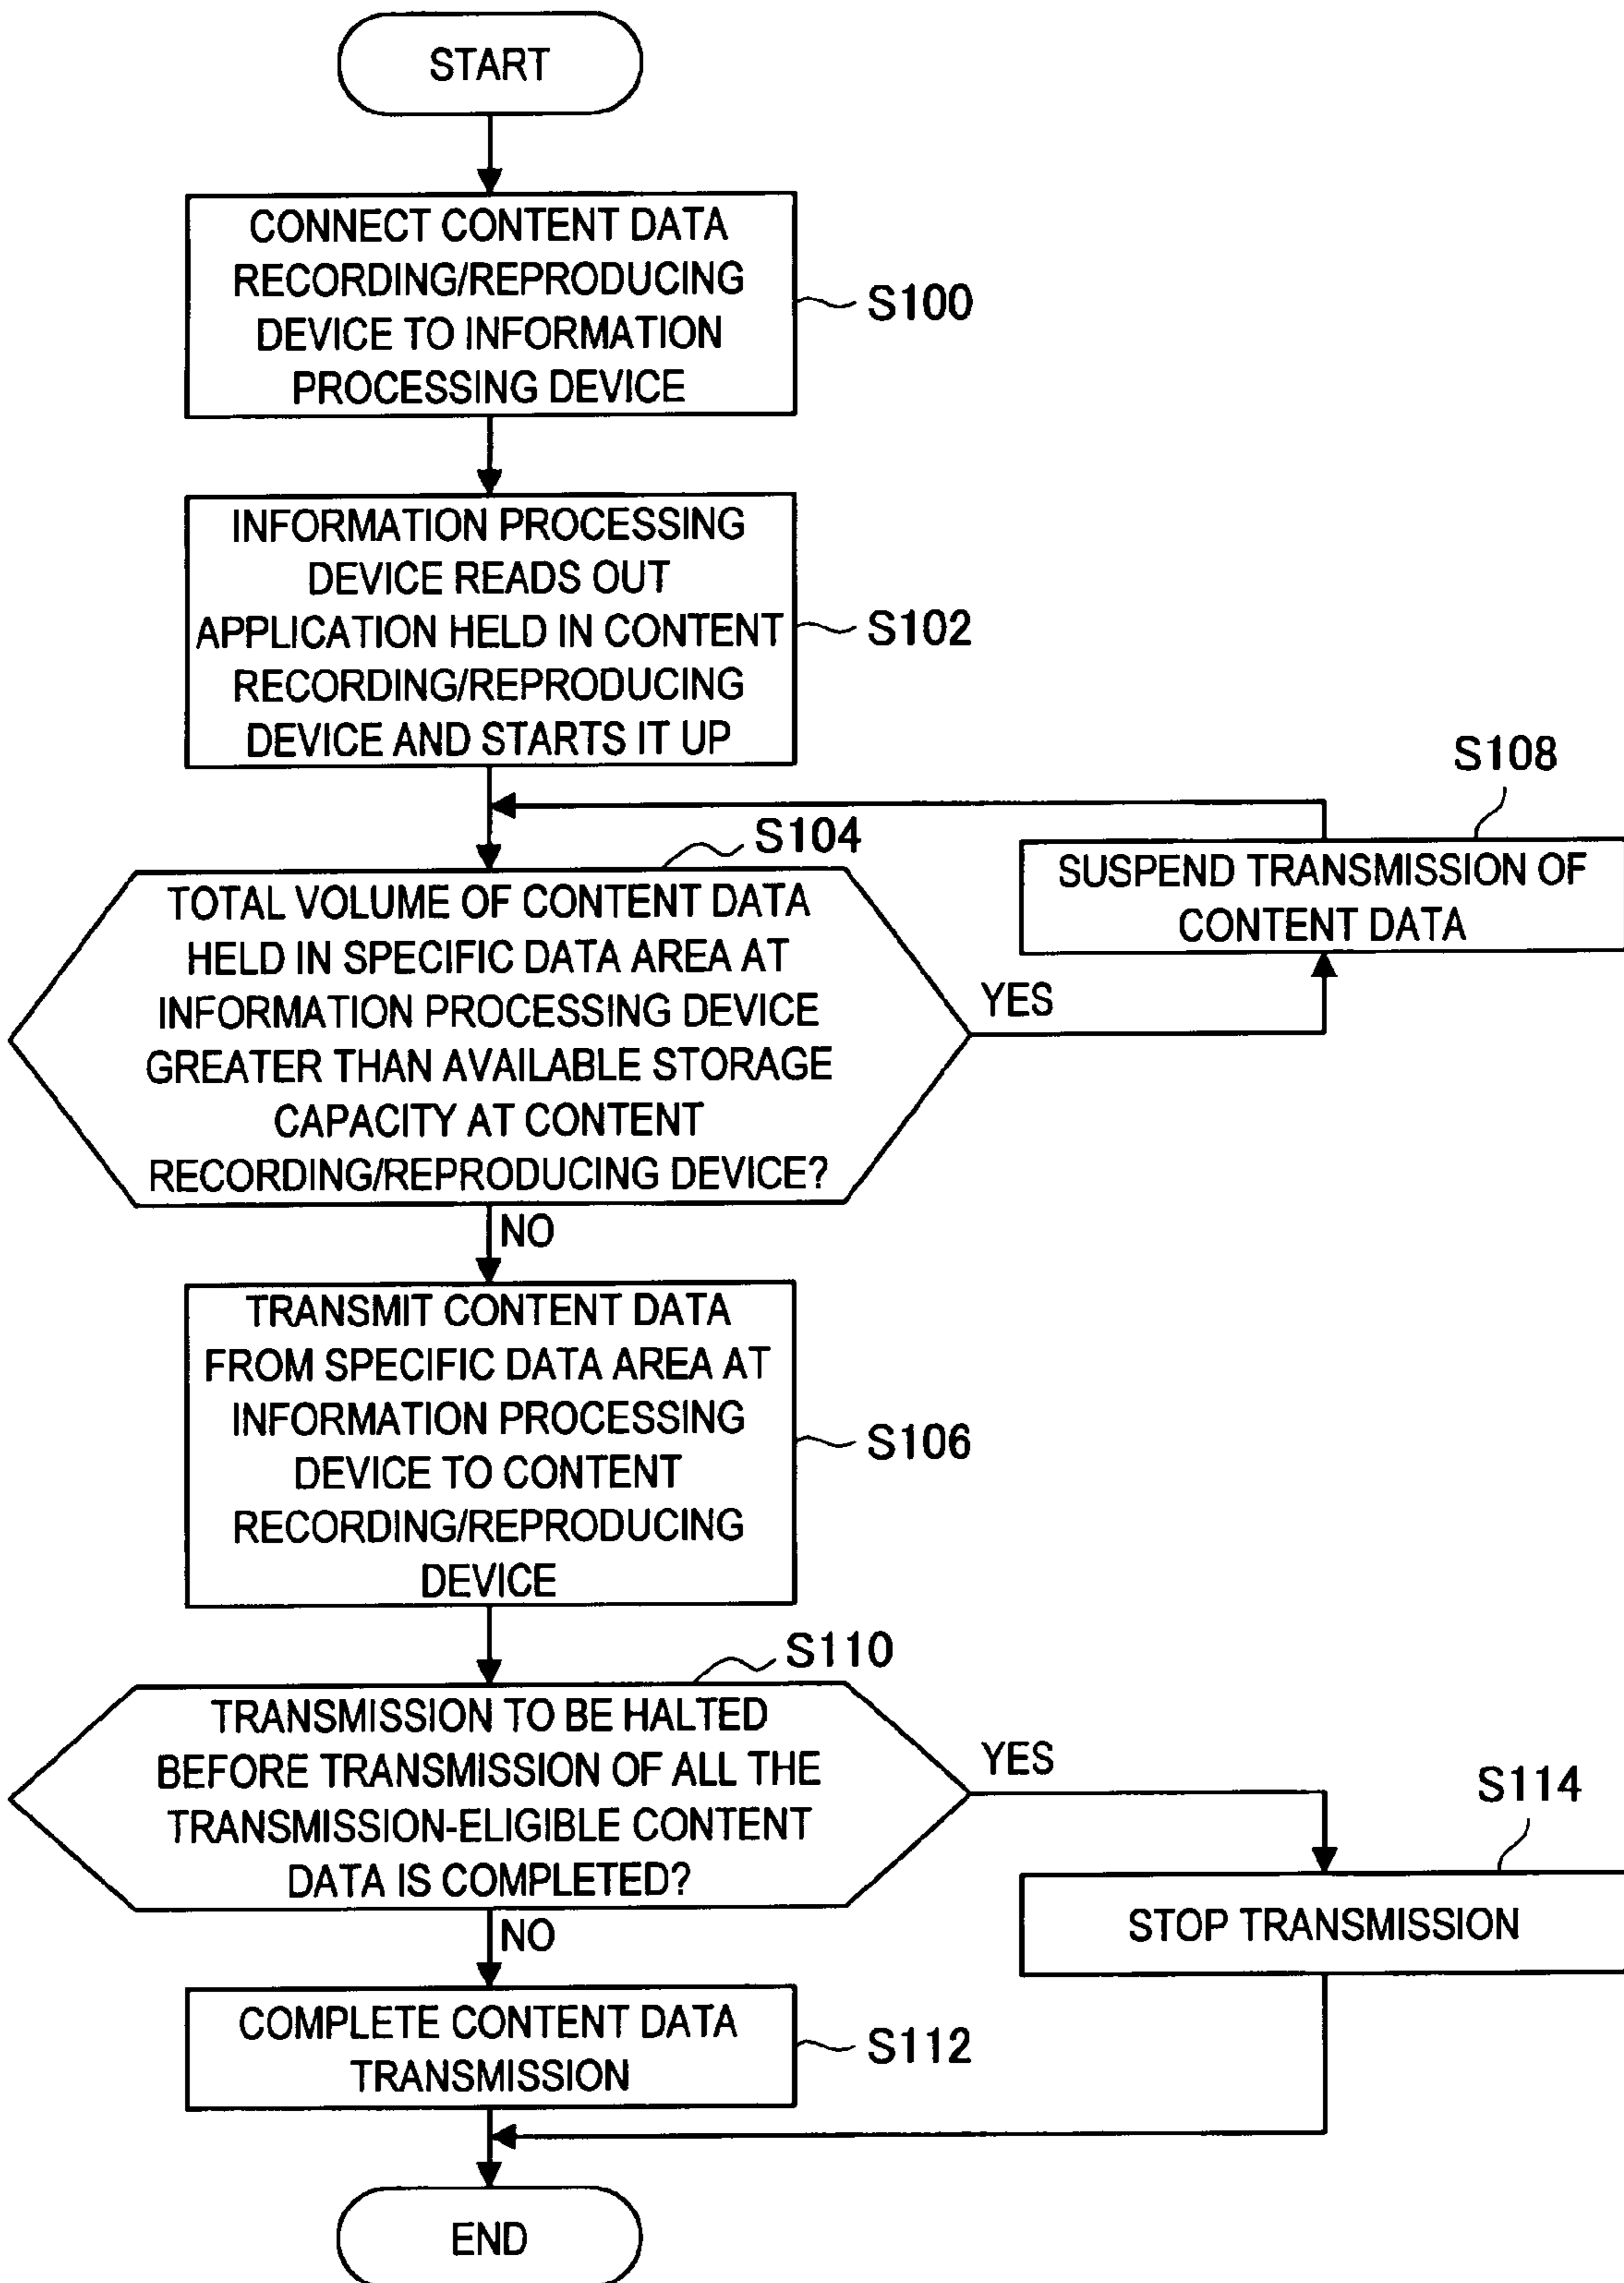 START
CONNECT CONTENT DATA
RECORDING/REPRODUCING
DEVICE TO INFORMATION
PROCESSING DEVICE
S100
INFORMATION PROCESSING
DEVICE READS OUT
APPLICATION HELD IN CONTENT
RECORDING/REPRODUCING
DEVICE AND STARTS IT UP
S102
S108
SUSPEND TRANSMISSION OF
CONTENT DATA
S104
TOTAL VOLUME OF CONTENT DATA
HELD IN SPECIFIC DATA AREA AT
INFORMATION PROCESSING DEVICE
GREATER THAN AVAILABLE STORAGE
CAPACITY AT CONTENT
RECORDING/REPRODUCING DEVICE?
YES
NO
TRANSMIT CONTENT DATA
FROM SPECIFIC DATA AREA AT
INFORMATION PROCESSING
DEVICE TO CONTENT
RECORDING/REPRODUCING
DEVICE
S106
S110
TRANSMISSION TO BE HALTED
BEFORE TRANSMISSION OF ALL THE
TRANSMISSION-ELIGIBLE CONTENT
DATA IS COMPLETED?
YES
S114
STOP TRANSMISSION
NO
COMPLETE CONTENT DATA
TRANSMISSION
S112
END